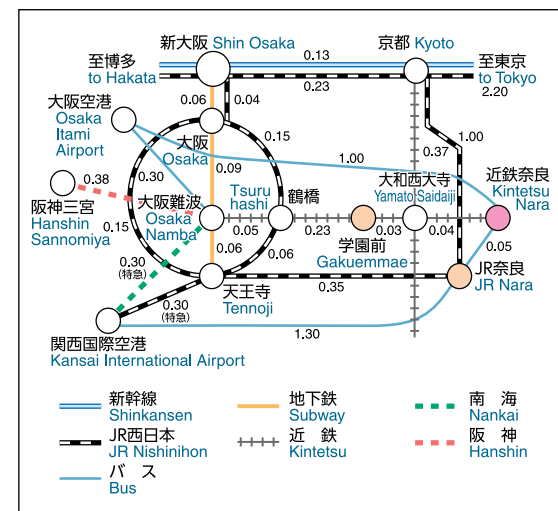 新大阪 Shin Osaka
0.13
京都 Kyoto
至博多
to Hakata
至東京
to Tokyo
0.23
2.20
0.06
0.04
大阪空港
Osaka
Itami
Airport
大阪
Osaka
0.15
1.00
0.37
0.30
0.09
1.00
近鉄奈良
Kintetsu
Nara
0.38
阪神三宮
Hanshin
Sannomiya
大阪難波
Osaka
Namba
Tsuru
hashi
鶴橋
大和西大寺
Yamato Saidaiji
0.05
0.23
0.03
0.04
学園前
Gakuemmae
0.15
0.06
0.06
0.05
0.30
(特急)
天王寺
Tennoji
0.35
JR奈良
JR Nara
0.30
(特急)
関西国際空港
Kansai International Airport
1.30
新幹線
Shinkansen
地下鉄
Subway
南 海
Nankai
JR西日本
JR Nishinihon
近 鉄
Kintetsu
阪 神
Hanshin
バ ス
Bus